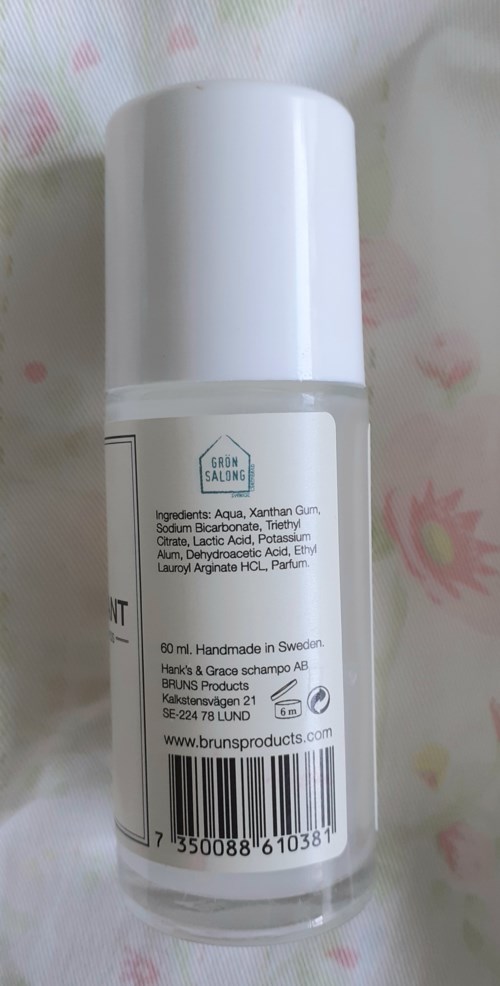 GRÖN
SALONG
Ingredients: Aqua, Xanthan Gum,
Sodium Bicarbonate, Triethyl
Citrate, Lactic Acid, Potassium
Alum, Dehydroacetic Acid, Ethyl
Lauroyl Arginate HCL, Parfum.
NT
60 ml. Handmade in Sweden.
Hank's & Grace schampo AB
BRUNS Products
Kalkstensvägen 21
SE-224 78 LUND
6 m
www.brunsproducts.com
7 350088 610381